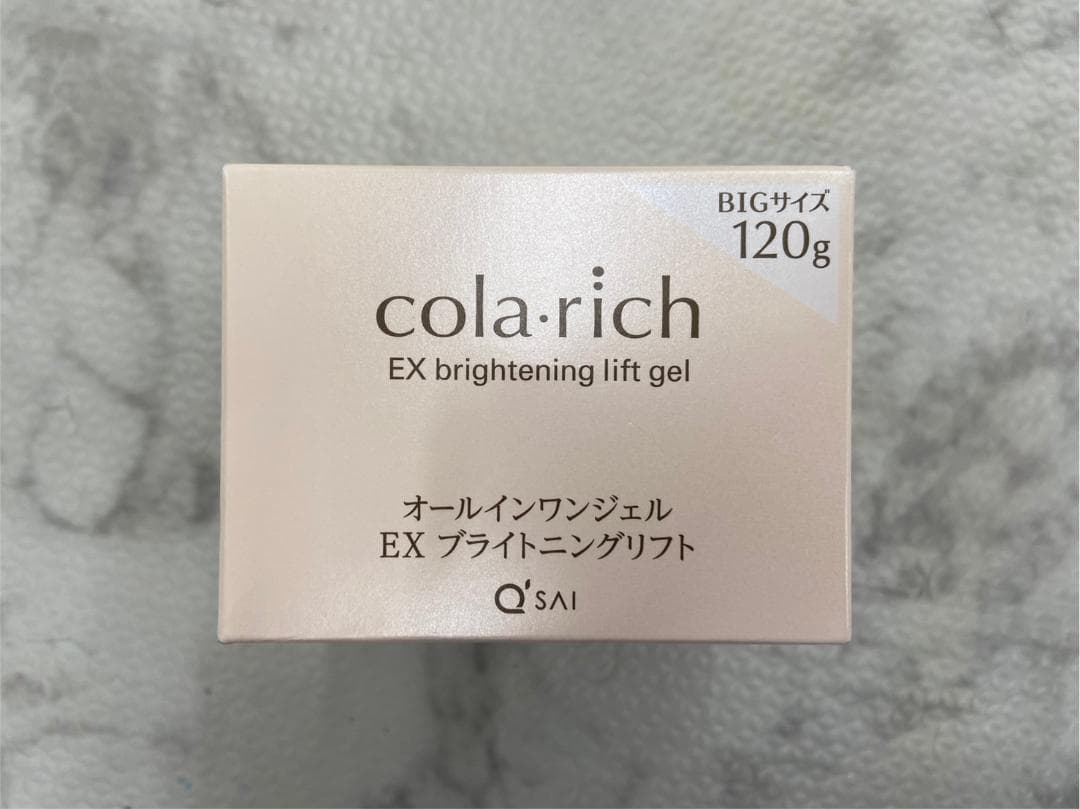 BIGサイズ
120g
cola·rich
EX brightening lift gel
オールインワンジェル
EX ブライトニングリフト
Q'SAI